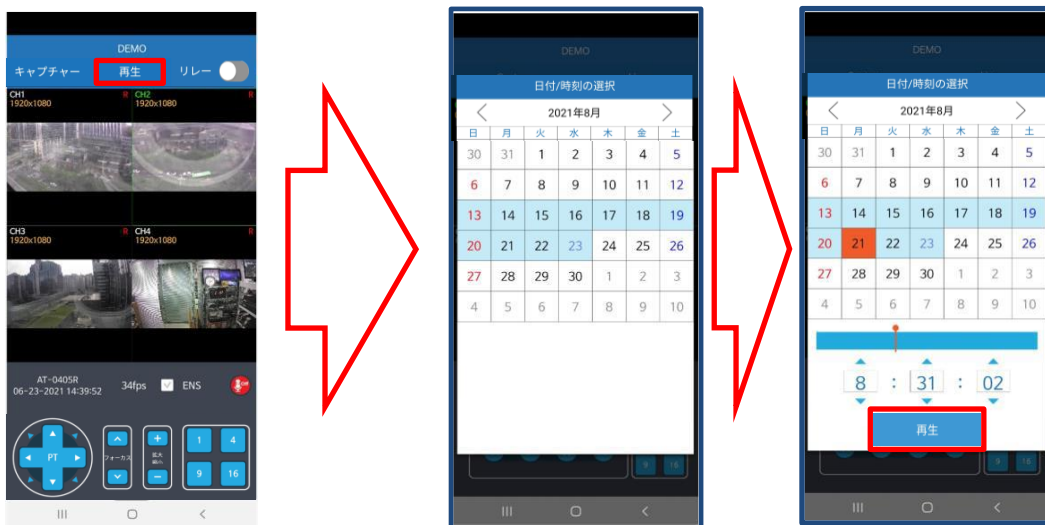 DEMO
キャプチャー 再生 リレー
CH1 R CH2 R
1920x1080 1920x1080
CH3 R CH4 R
1920x1080 1920x1080
AT-0405R
06-23-2021 14:39:52
34fps ENS Off
PT
フォーカス
拡大
縮小
1 4
9 16
DEMO
日付/時刻の選択
2021年8月
日 月 火 水 木 金 土
30 31 1 2 3 4 5
6 7 8 9 10 11 12
13 14 15 16 17 18 19
20 21 22 23 24 25 26
27 28 29 30 1 2 3
4 5 6 7 8 9 10
9 16
DEMO
日付/時刻の選択
2021年8月
日 月 火 水 木 金 土
30 31 1 2 3 4 5
6 7 8 9 10 11 12
13 14 15 16 17 18 19
20 21 22 23 24 25 26
27 28 29 30 1 2 3
4 5 6 7 8 9 10
8 : 31 : 02
再生
9 16